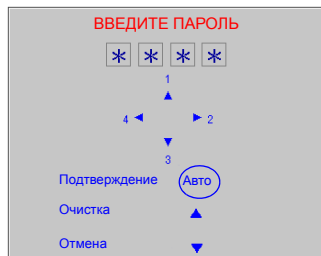 ВВЕДИТЕ ПАРОЛЬ
* * * *
1
4 2
3
Подтверждение Авто
Очистка
Отмена